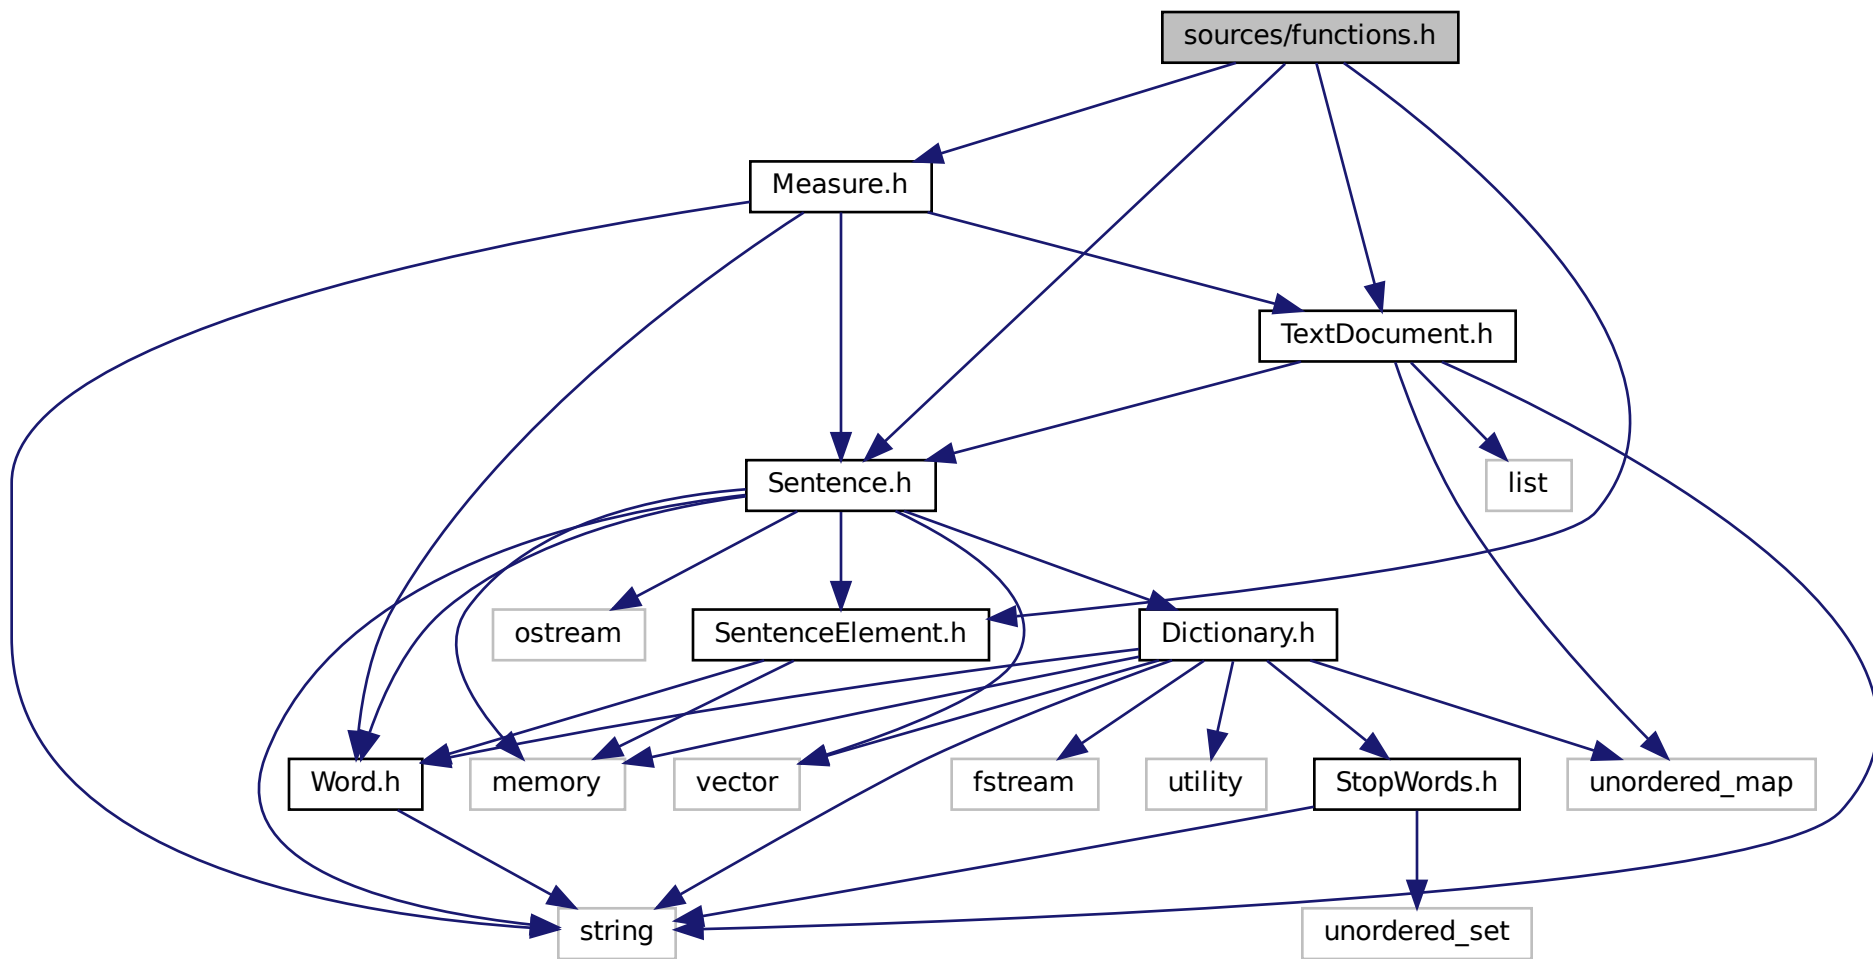 sources/functions.h
Measure.h
TextDocument.h
Sentence.h
list
ostream
SentenceElement.h
Dictionary.h
Word.h
memory
vector
fstream
utility
StopWords.h
unordered_map
string
unordered_set